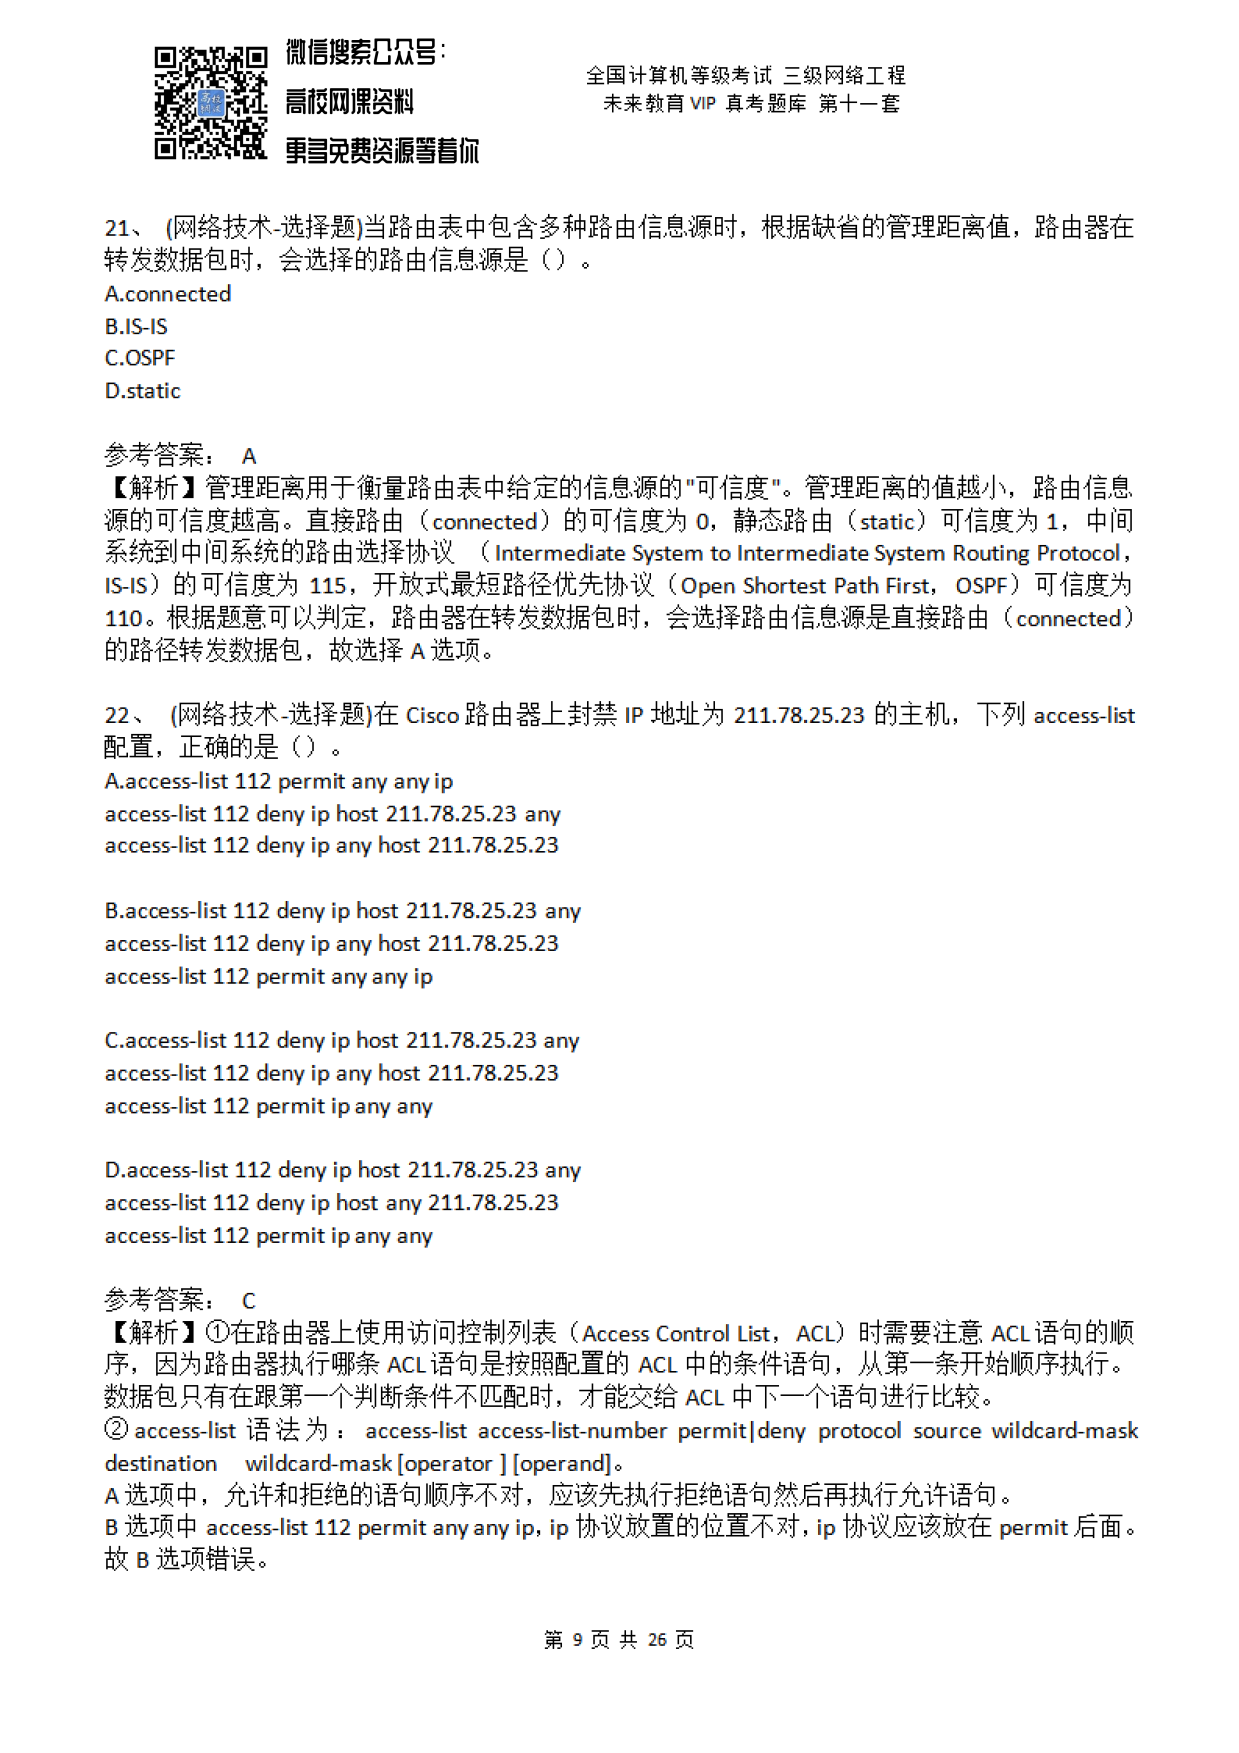 微信搜索公众号：
高校网课资料
更多免费资源等着你
全国计算机等级考试 三级网络工程
未来教育 VIP 真考题库 第十一套
21、 (网络技术-选择题)当路由表中包含多种路由信息源时，根据缺省的管理距离值，路由器在
转发数据包时，会选择的路由信息源是（）。
A.connected
B.IS-IS
C.OSPF
D.static
参考答案： A
【解析】管理距离用于衡量路由表中给定的信息源的"可信度"。管理距离的值越小，路由信息
源的可信度越高。直接路由（connected）的可信度为 0，静态路由（static）可信度为 1，中间
系统到中间系统的路由选择协议 （Intermediate System to Intermediate System Routing Protocol，
IS-IS）的可信度为 115，开放式最短路径优先协议（Open Shortest Path First， OSPF）可信度为
110。根据题意可以判定，路由器在转发数据包时，会选择路由信息源是直接路由（connected）
的路径转发数据包，故选择 A 选项。
22、 (网络技术-选择题)在 Cisco 路由器上封禁 IP 地址为 211.78.25.23 的主机，下列 access-list
配置，正确的是（）。
A.access-list 112 permit any any ip
access-list 112 deny ip host 211.78.25.23 any
access-list 112 deny ip any host 211.78.25.23
B.access-list 112 deny ip host 211.78.25.23 any
access-list 112 deny ip any host 211.78.25.23
access-list 112 permit any any ip
C.access-list 112 deny ip host 211.78.25.23 any
access-list 112 deny ip any host 211.78.25.23
access-list 112 permit ip any any
D.access-list 112 deny ip host 211.78.25.23 any
access-list 112 deny ip host any 211.78.25.23
access-list 112 permit ip any any
参考答案： C
【解析】①在路由器上使用访问控制列表（Access Control List，ACL）时需要注意 ACL 语句的顺
序，因为路由器执行哪条 ACL 语句是按照配置的 ACL 中的条件语句，从第一条开始顺序执行。
数据包只有在跟第一个判断条件不匹配时，才能交给 ACL 中下一个语句进行比较。
②access-list 语法为：access-list access-list-number permit|deny protocol source wildcard-mask
destination wildcard-mask [operator ] [operand]。
A 选项中，允许和拒绝的语句顺序不对，应该先执行拒绝语句然后再执行允许语句。
B 选项中 access-list 112 permit any any ip，ip 协议放置的位置不对，ip 协议应该放在 permit 后面。
故 B 选项错误。
第 9 页 共 26 页